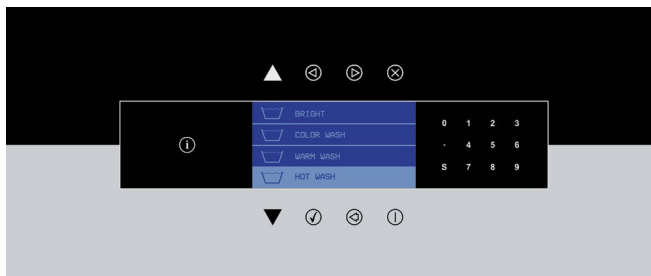 BRIGHT
COLOR WASH
WARM WASH
HOT WASH
i
0 1 2 3
· 4 5 6
S 7 8 9